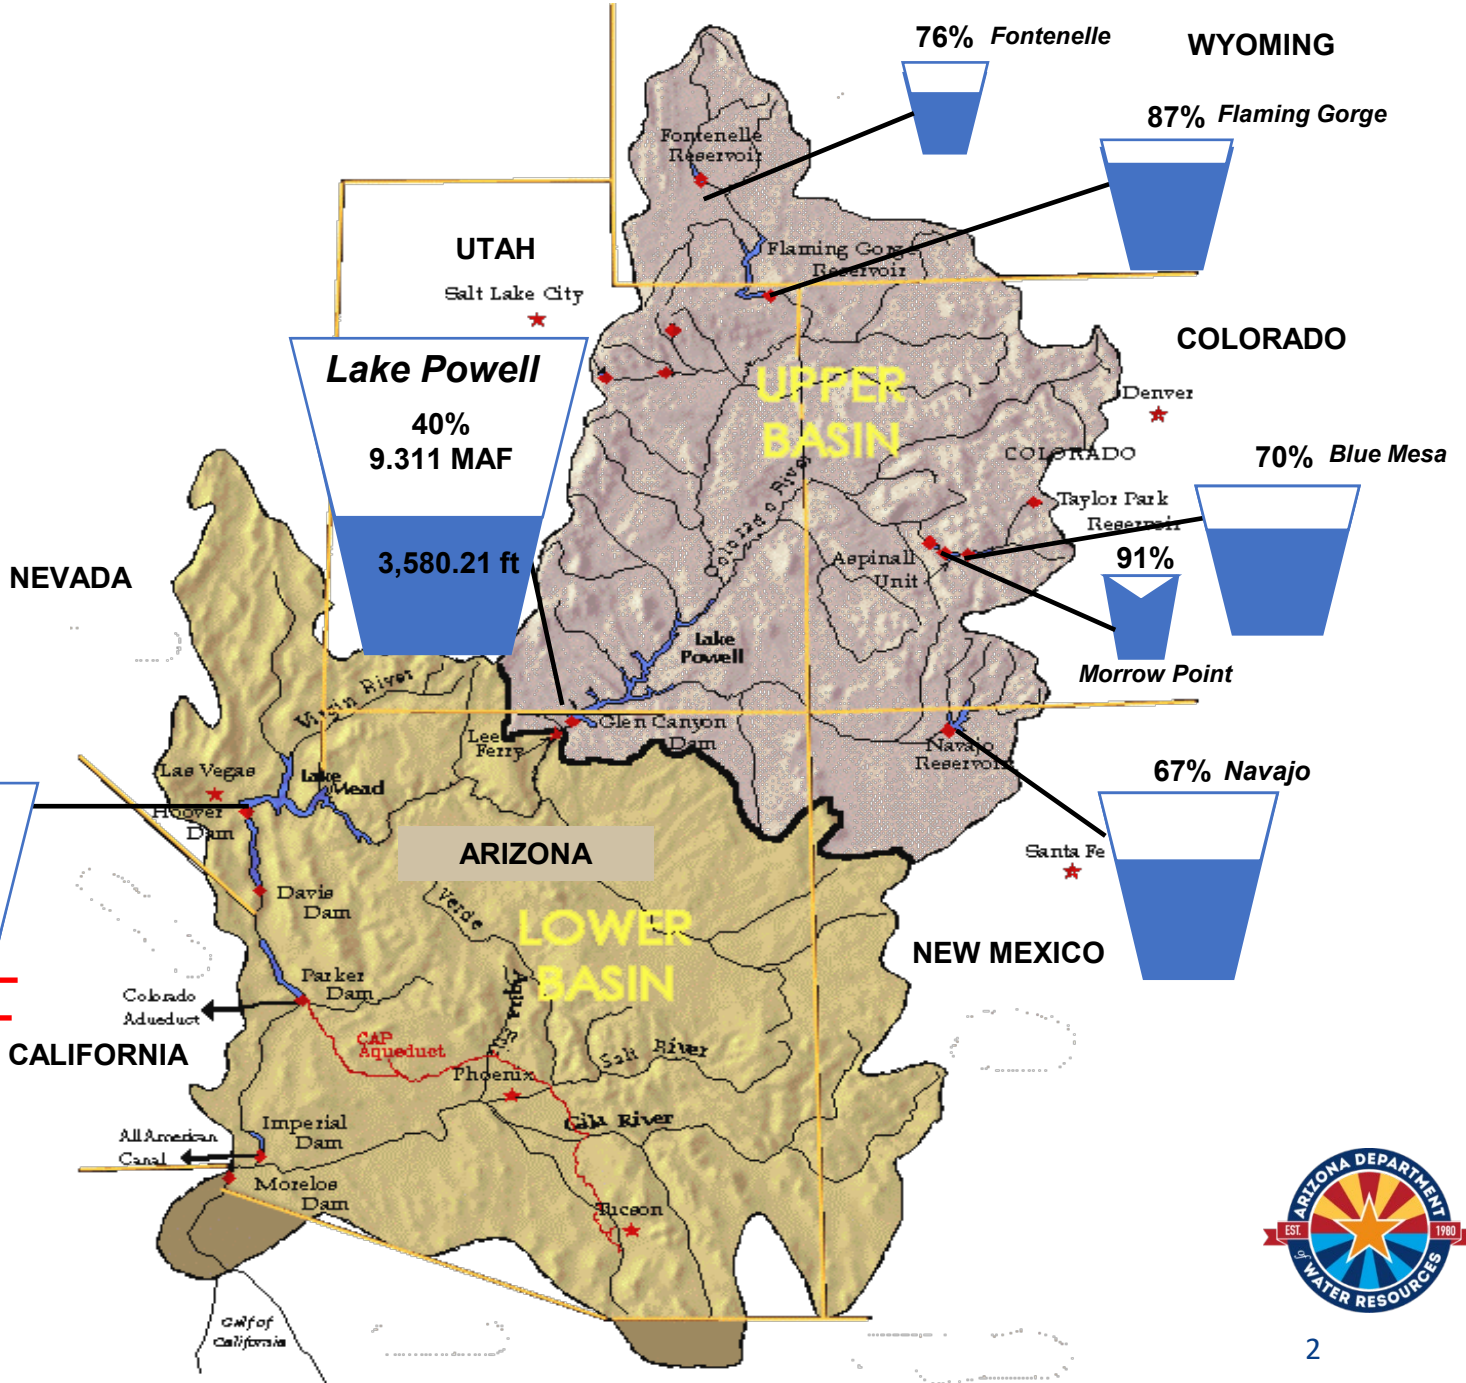 76% Fontenelle
WYOMING
87% Flaming Gorge
Fontenelle
Reservoir
UTAH
Flaming Gorge
Reservoir
Salt Lake City
COLORADO
Lake Powell
40%
9.311 MAF
3,580.21 ft
UPPER
BASIN
Denver
COLORADO
70% Blue Mesa
Taylor Park
Reservoir
Colorado River
Aspinall
Unit
91%
Morrow Point
NEVADA
Lake
Powell
Virgin River
Glen Canyon
Dam
Lee
Ferry
Navajo
Reservoir
67% Navajo
Las Vegas
Lake
Mead
Hoover
Dam
ARIZONA
Santa Fe
Davis
Dam
Verde
LOWER
BASIN
NEW MEXICO
Parker
Dam
Colorado
Adueduct
Agua
CALIFORNIA
CAP
Aqueduct
Salt River
Phoenix
Gila River
Imperial
Dam
All American
Canal
Morelos
Dam
Tucson
Gulf of
California
ARIZONA DEPARTMENT
of WATER RESOURCES
EST. 1980
2